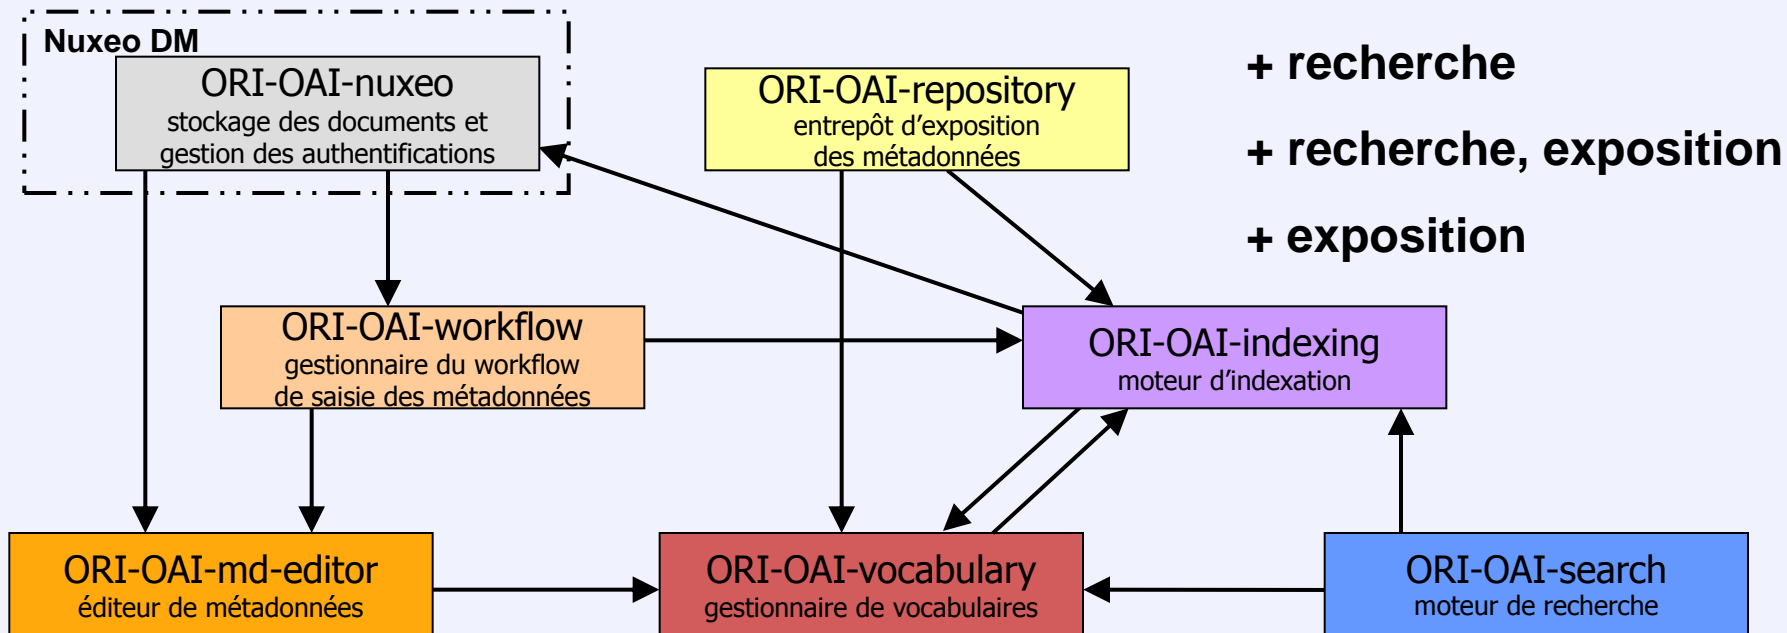 Nuxeo DM
ORI-OAI-nuxeo
stockage des documents et
gestion des authentifications
ORI-OAI-repository
entrepôt d’exposition
des métadonnées
+ recherche
+ recherche, exposition
+ exposition
ORI-OAI-workflow
gestionnaire du workflow
de saisie des métadonnées
ORI-OAI-indexing
moteur d’indexation
ORI-OAI-md-editor
éditeur de métadonnées
ORI-OAI-vocabulary
gestionnaire de vocabulaires
ORI-OAI-search
moteur de recherche